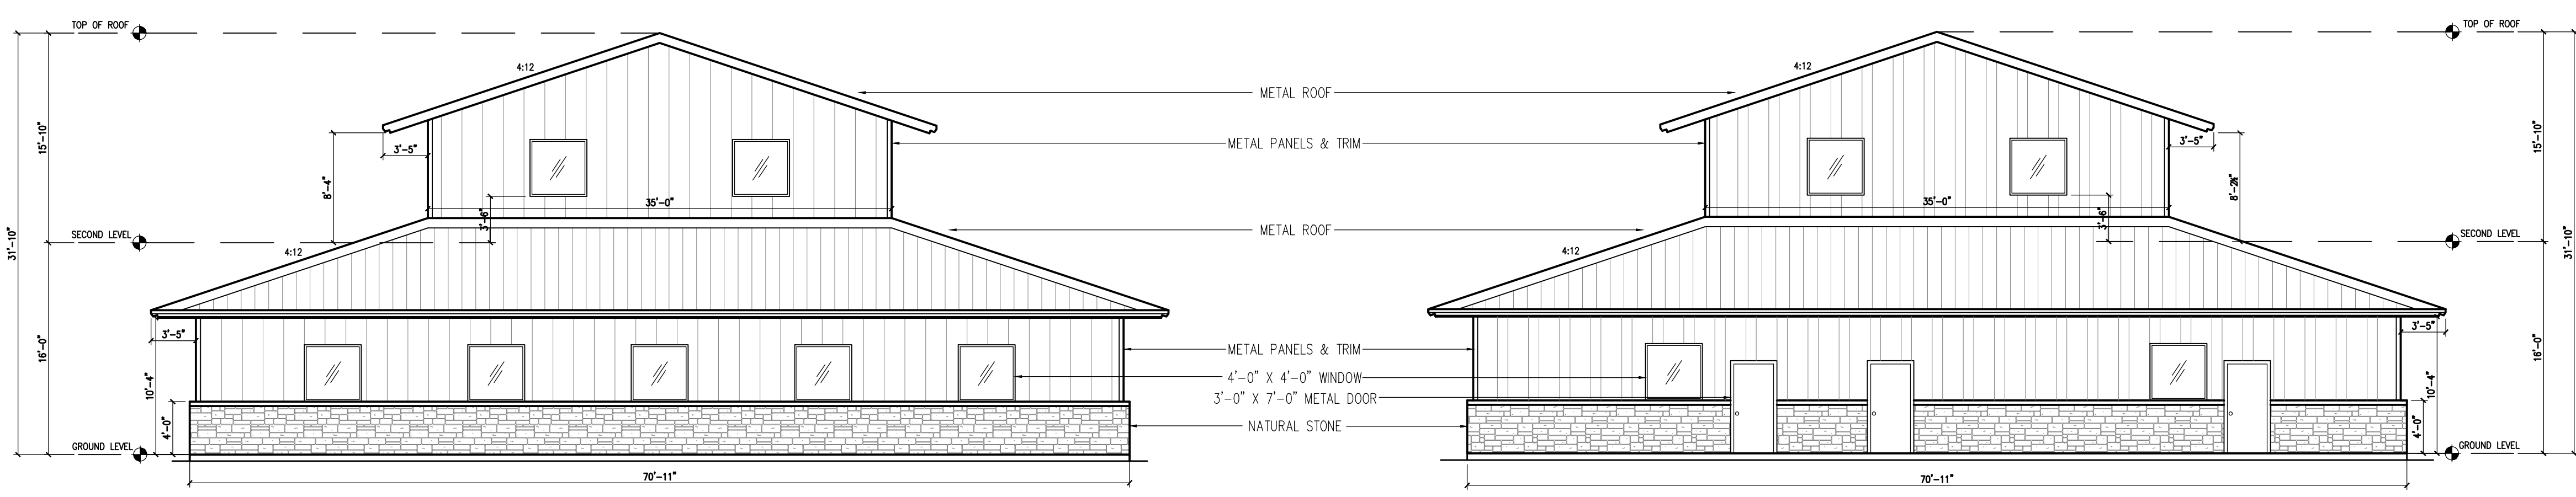 TOP OF ROOF
4:12
31'-10"
15'-10"
3'-5"
8'-4"
35'-0"
3'-6"
SECOND LEVEL
4:12
3'-5"
16'-0"
10'-4"
4'-0"
GROUND LEVEL
70'-11"
METAL ROOF
METAL PANELS & TRIM
METAL ROOF
METAL PANELS & TRIM
4'-0" X 4'-0" WINDOW
3'-0" X 7'-0" METAL DOOR
NATURAL STONE
TOP OF ROOF
4:12
15'-10"
31'-10"
3'-5"
8'-2½"
35'-0"
3'-6"
SECOND LEVEL
4:12
3'-5"
16'-0"
10'-4"
4'-0"
GROUND LEVEL
70'-11"